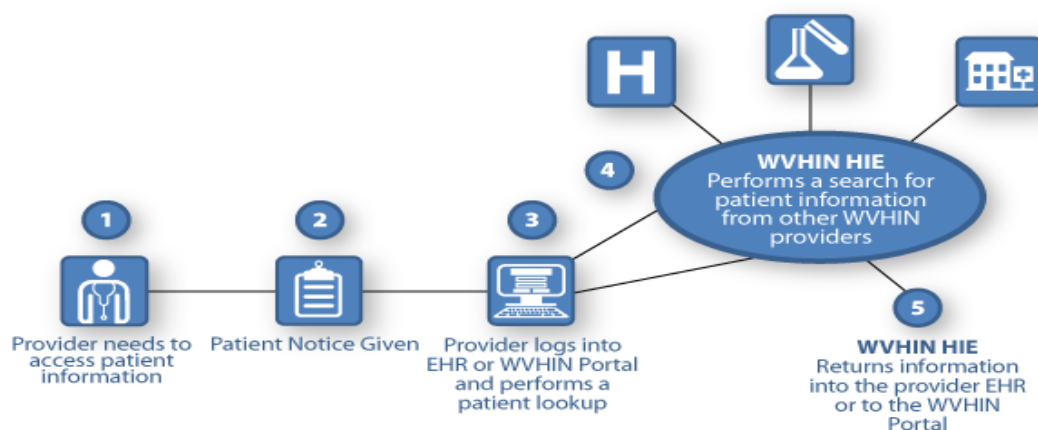 H
WVHIN HIE
Performs a search for
patient information
from other WVHIN
providers
4
1
2
3
5
Provider needs to
access patient
information
Patient Notice Given
Provider logs into
EHR or WVHIN Portal
and performs a
patient lookup
WVHIN HIE
Returns information
into the provider EHR
or to the WVHIN
Portal